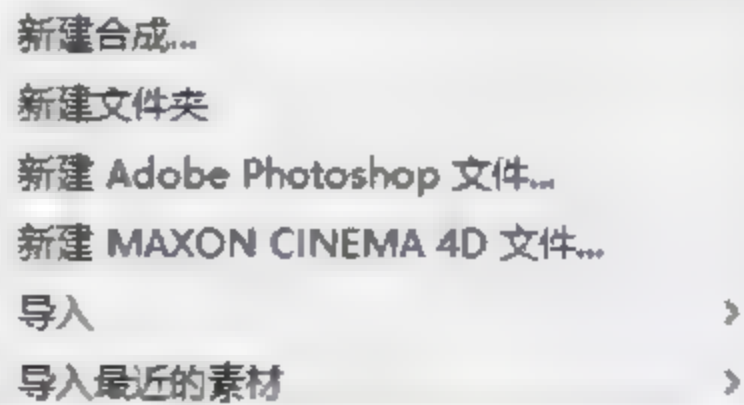 新建合成...
新建文件夹
新建 Adobe Photoshop 文件...
新建 MAXON CINEMA 4D 文件...
导入
导入最近的素材